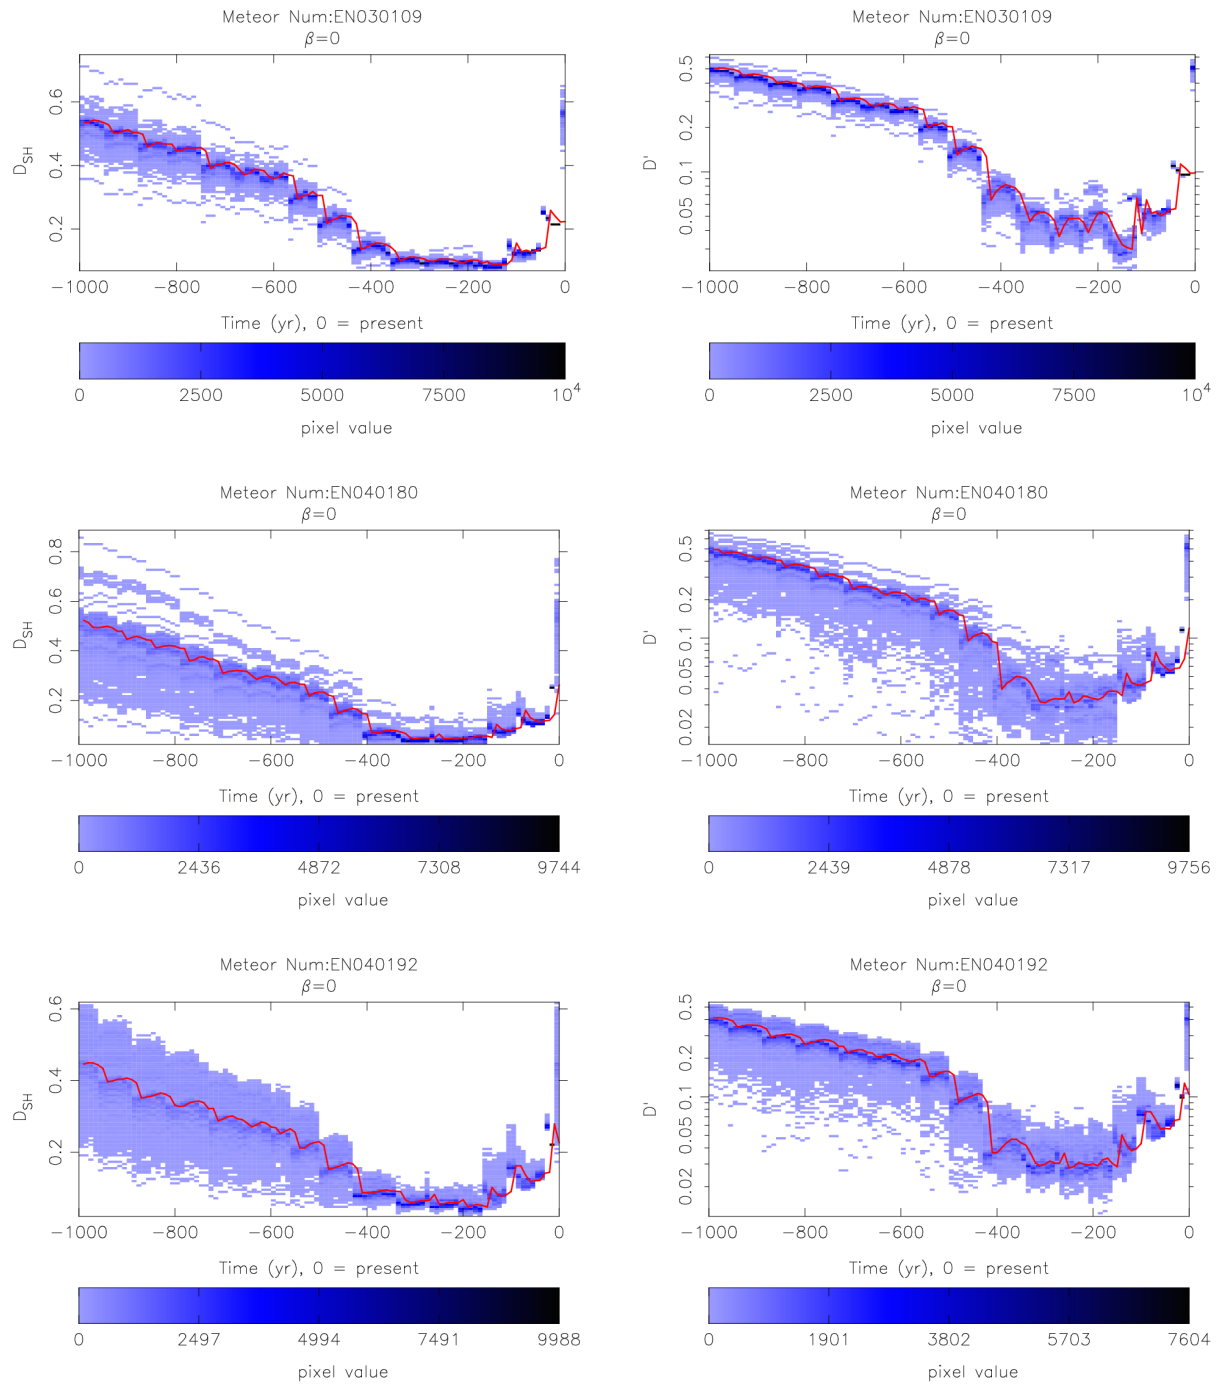 Meteor Num:EN030109
β=0
D_SH
0.6
0.4
0.2
−1000 −800 −600 −400 −200 0
Time (yr), 0 = present
0 2500 5000 7500 10⁴
pixel value
Meteor Num:EN030109
β=0
D'
0.5
0.2
0.1
0.05
−1000 −800 −600 −400 −200 0
Time (yr), 0 = present
0 2500 5000 7500 10⁴
pixel value
Meteor Num:EN040180
β=0
D_SH
0.8
0.6
0.4
0.2
−1000 −800 −600 −400 −200 0
Time (yr), 0 = present
0 2436 4872 7308 9744
pixel value
Meteor Num:EN040180
β=0
D'
0.5
0.2
0.1
0.05
0.02
−1000 −800 −600 −400 −200 0
Time (yr), 0 = present
0 2439 4878 7317 9756
pixel value
Meteor Num:EN040192
β=0
D_SH
0.6
0.4
0.2
−1000 −800 −600 −400 −200 0
Time (yr), 0 = present
0 2497 4994 7491 9988
pixel value
Meteor Num:EN040192
β=0
D'
0.5
0.2
0.1
0.05
0.02
−1000 −800 −600 −400 −200 0
Time (yr), 0 = present
0 1901 3802 5703 7604
pixel value